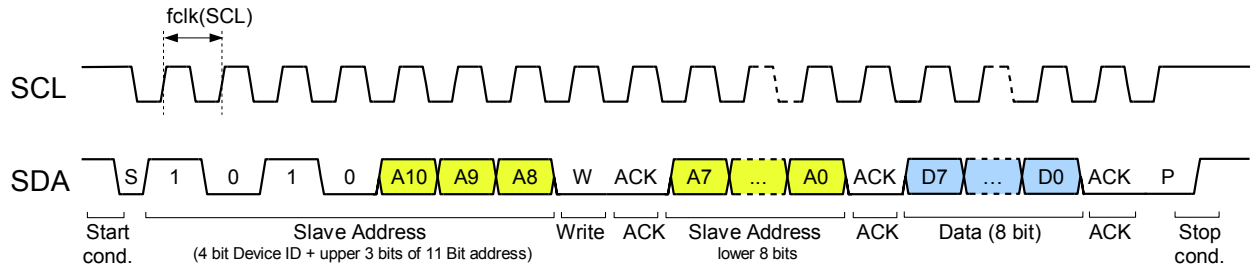 fclk(SCL)
SCL
SDA
S 1 0 1 0 A10 A9 A8 W ACK A7 ... A0 ACK D7 ... D0 ACK P
Start cond.
Slave Address
(4 bit Device ID + upper 3 bits of 11 Bit address)
Write
ACK
Slave Address
lower 8 bits
ACK
Data (8 bit)
ACK
Stop cond.